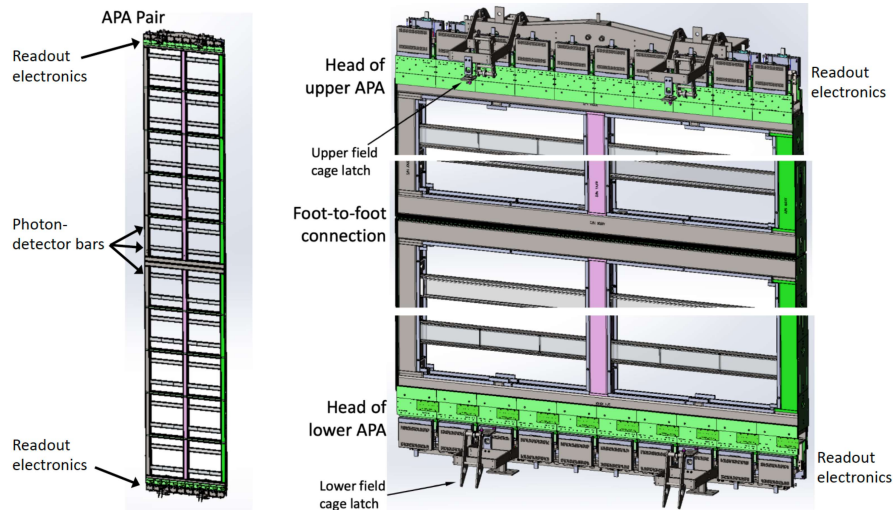 APA Pair
Readout
electronics
Photon-
detector bars
Readout
electronics
Head of
upper APA
Readout
electronics
Upper field
cage latch
Foot-to-foot
connection
Head of
lower APA
Readout
electronics
Lower field
cage latch